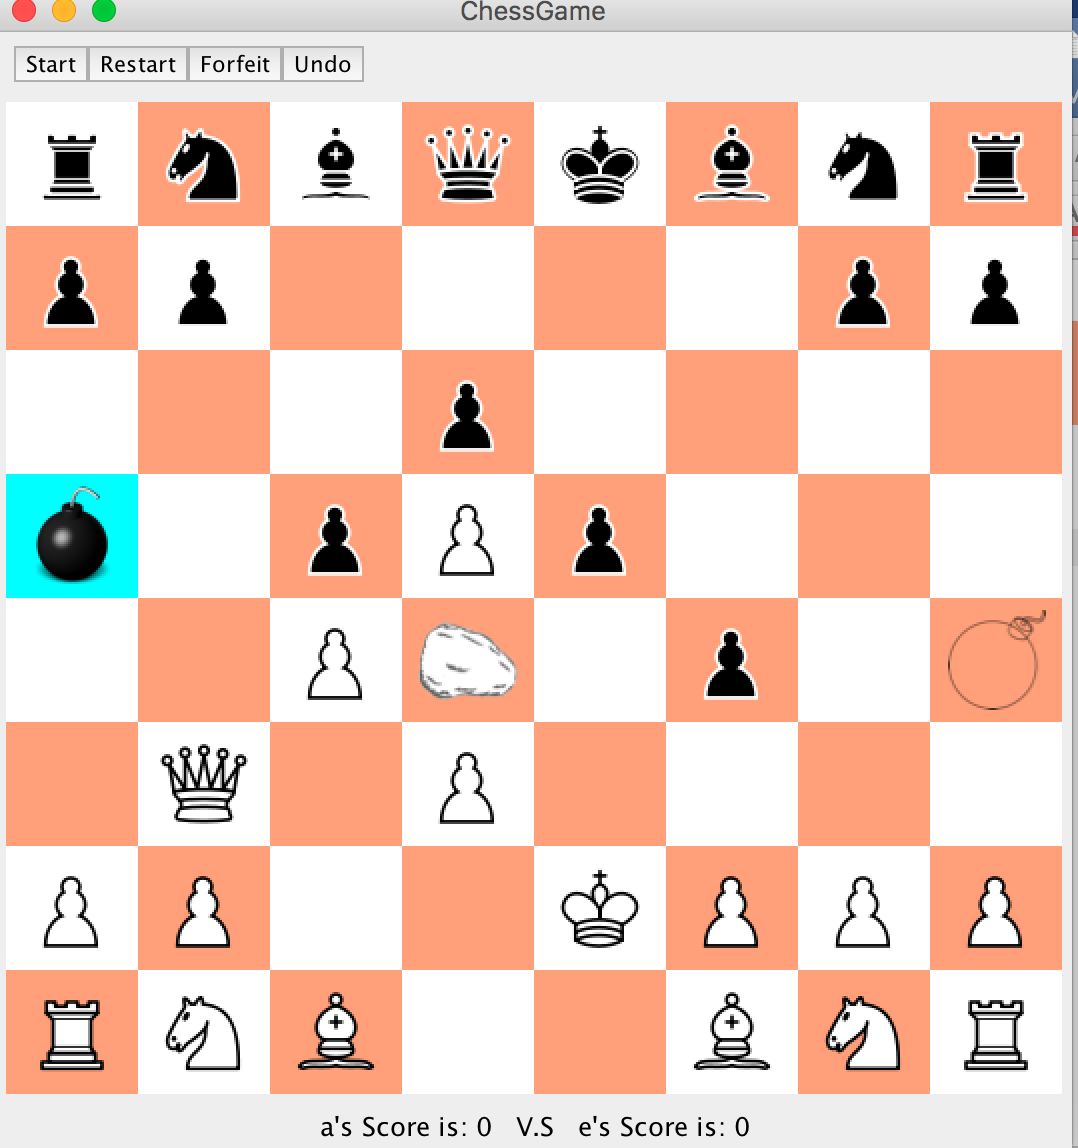 ChessGame
Start Restart Forfeit Undo
a's Score is: 0 V.S e's Score is: 0